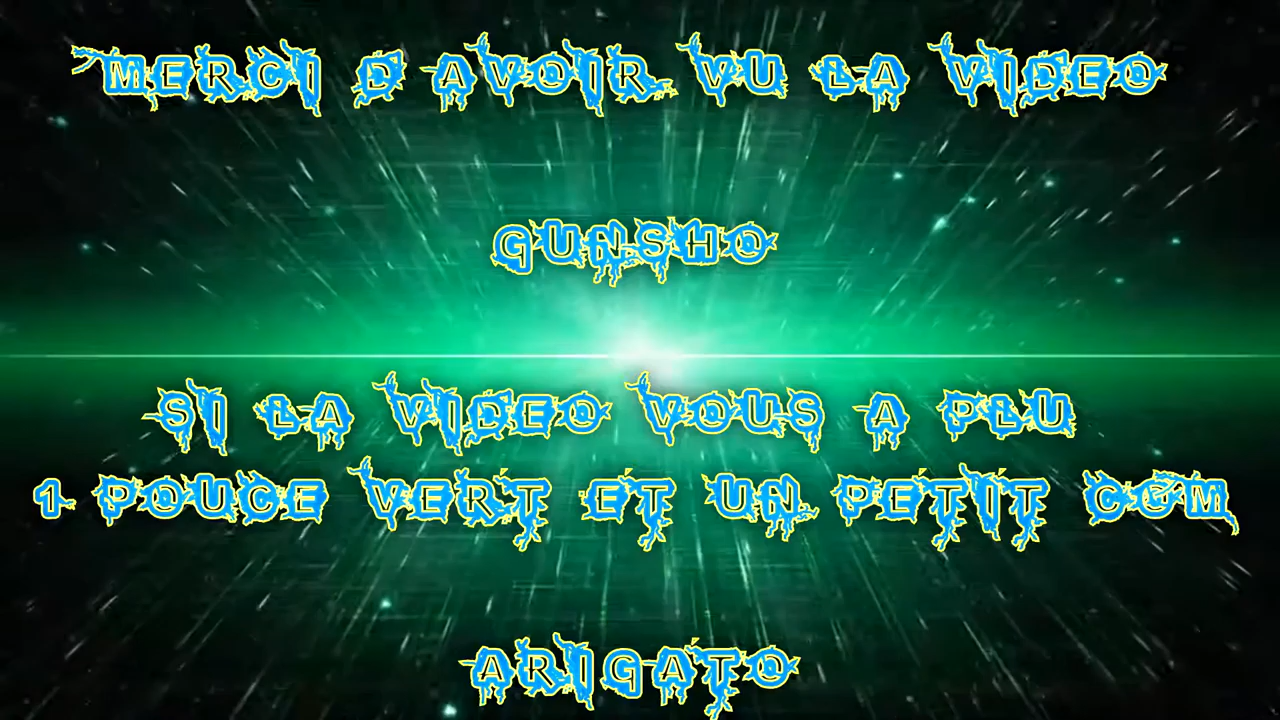 MERCI D AVOIR VU LA VIDEO
GUNSHO
SI LA VIDEO VOUS A PLU
1 POUCE VERT ET UN PETIT COM
ARIGATO